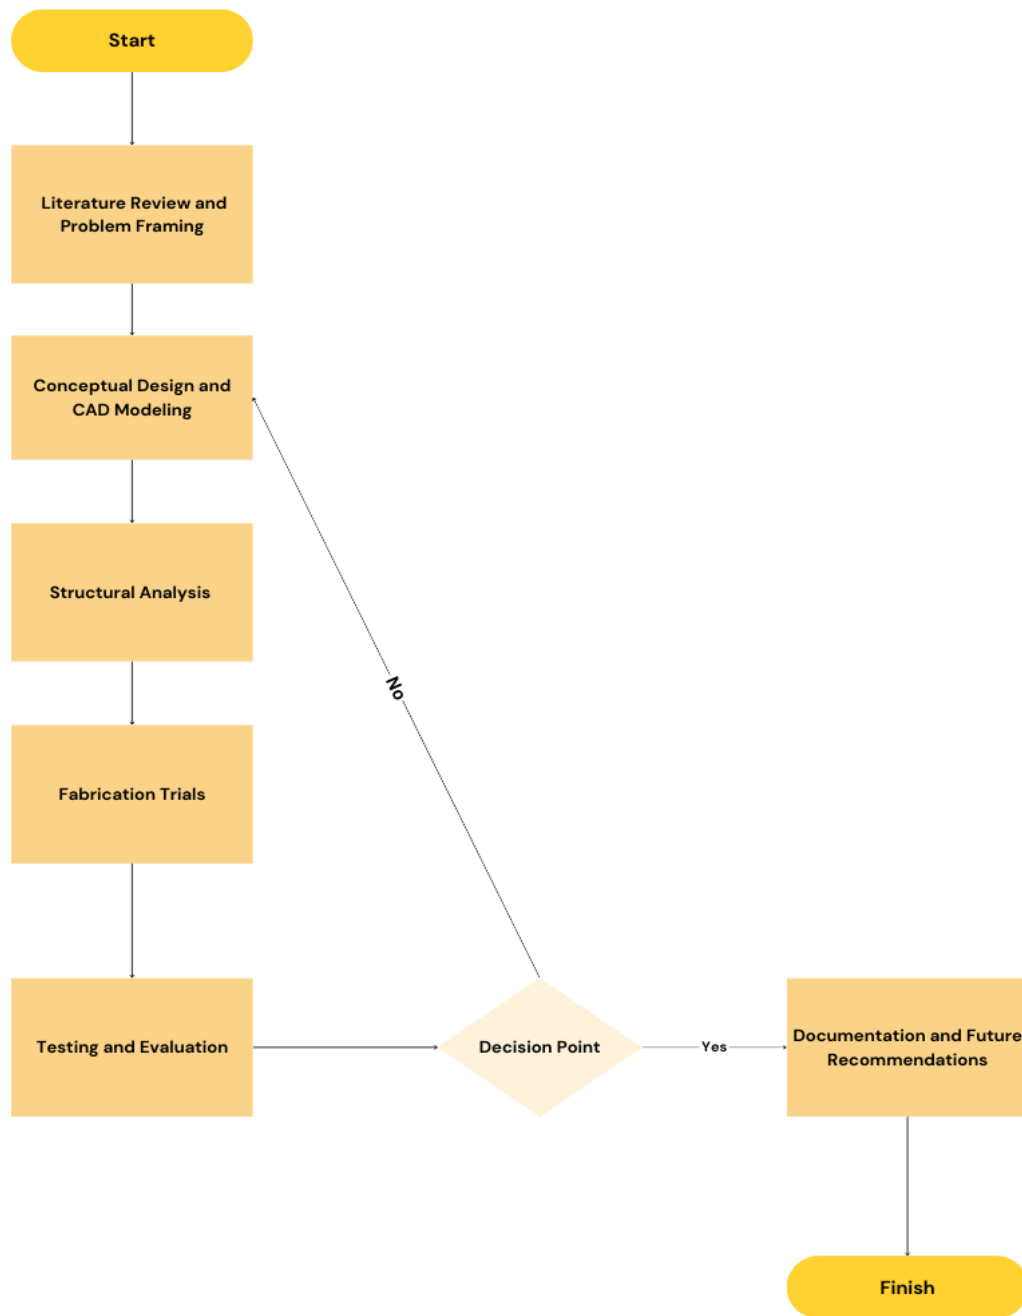 Start
Literature Review and
Problem Framing
Conceptual Design and
CAD Modeling
Structural Analysis
No
Fabrication Trials
Testing and Evaluation
Decision Point
Yes
Documentation and Future
Recommendations
Finish